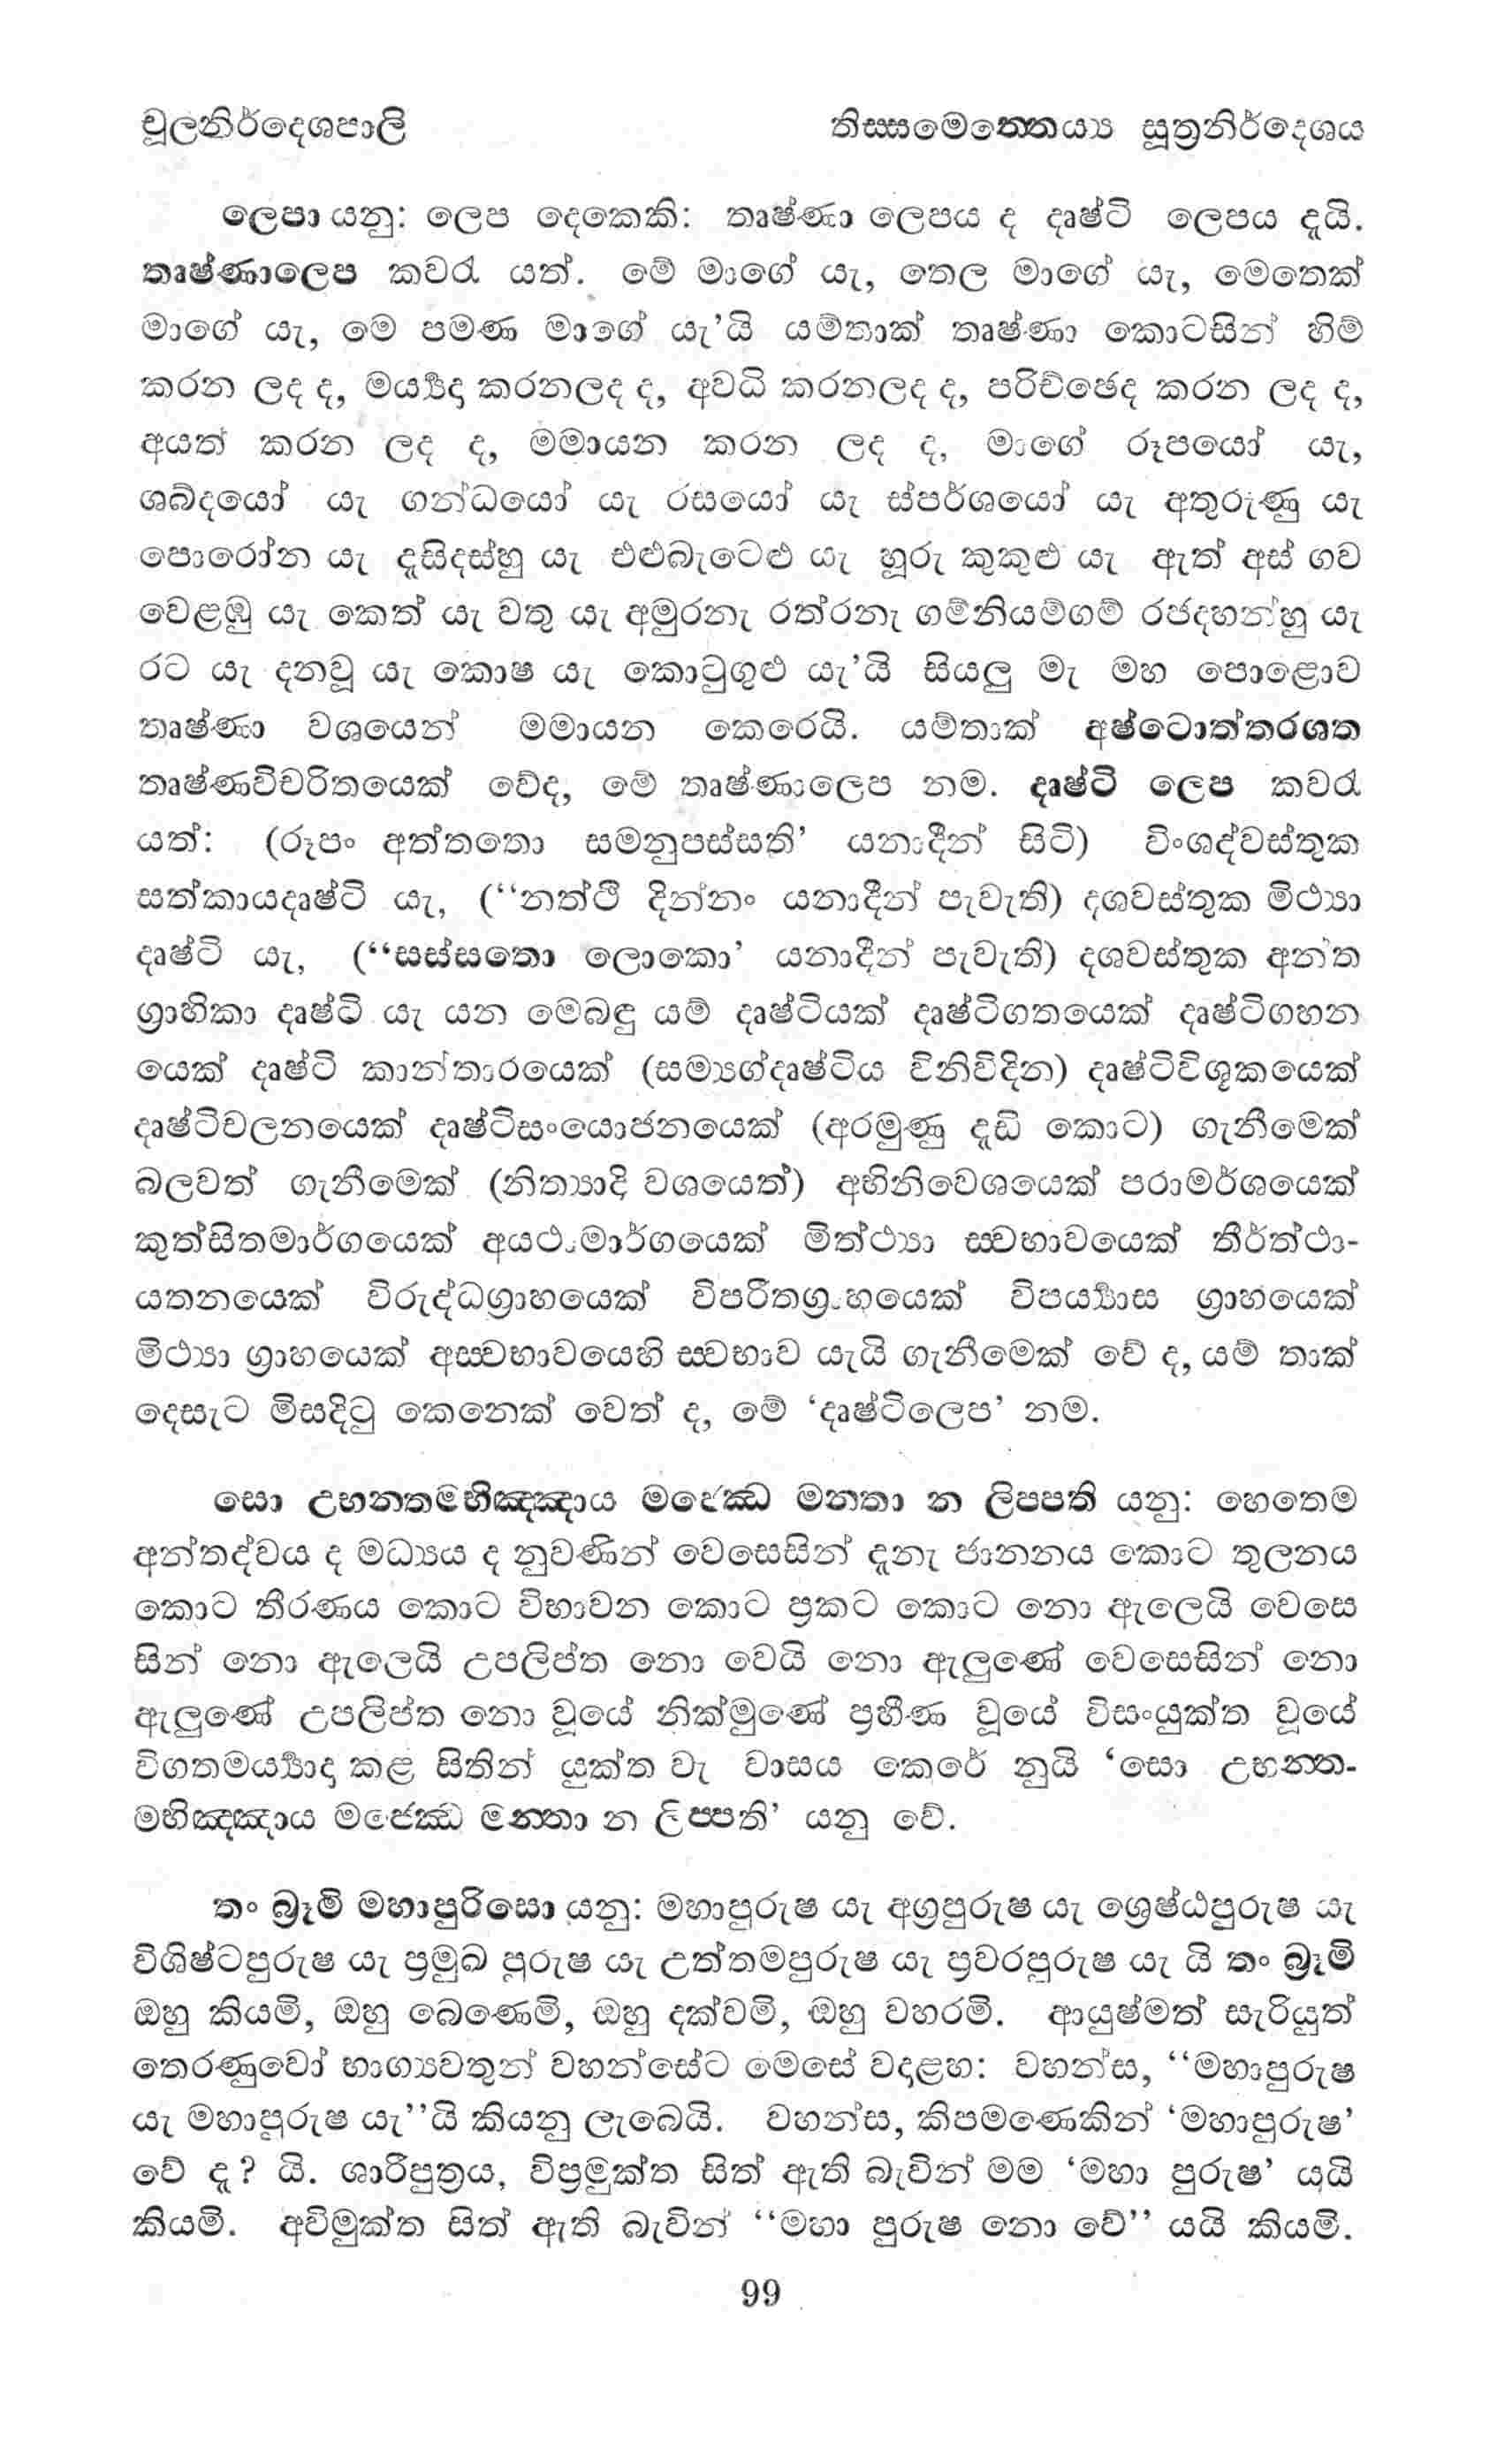 චූලනිර්දෙශපාලි	තිස්සමෙත්තෙය්‍ය සූත්‍රනිර්දෙශය
ලෙපා යනු: ලෙප දෙකෙකි: තෘෂ්ණා ලෙපය ද දෘෂ්ටි ලෙපය දැයි.
තෘෂ්ණාලෙප කවරැ යත්. මේ මාගේ යැ, තෙල මාගේ යැ, මෙතෙක්
මාගේ යැ, මෙ පමණ මාගේ යැ’යි යම්තාක් තෘෂ්ණා කොටසින් හිම්
කරන ලද ද, මර්‍ය්‍යාදා කරනලද ද, අවධි කරනලද ද, පරිච්ඡෙද කරන ලද ද,
අයත් කරන ලද ද, මමායන කරන ලද ද, මාගේ රූපයෝ යැ,
ශබ්දයෝ යැ ගන්ධයෝ යැ රසයෝ යැ ස්පර්ශයෝ යැ අතුරුණු යැ
පොරෝන යැ දැසිදස්හු යැ එළුබැටෙළු යැ හූරු කුකුළු යැ ඇත් අස් ගව
වෙළඹු යැ කෙත් යැ වතු යැ අමුරනැ රත්රනැ ගම්නියම්ගම් රජදහන්හු යැ
රට යැ දනවූ යැ කොෂ යැ කොටුගුළු යැ’යි සියලු මැ මහ පොළොව
තෘෂ්ණා වශයෙන් මමායන කෙරෙයි. යම්තාක් අෂ්ටොත්තරශත
තෘෂ්ණවිචරිතයෙක් වේද, මේ තෘෂ්ණාලෙප නම. දෘෂ්ටි ලෙප කවරැ
යත්: (රූපං අත්තතො සමනුපස්සති’ යනාදීන් සිටි) විංශද්වස්තුක
සත්කායදෘෂ්ටි යැ, (“නත්ථි දින්නං යනාදීන් පැවැති) දශවස්තුක මිථ්‍යා
දෘෂ්ටි යැ, (“සස්සතො ලොකො’ යනාදීන් පැවැති) දශවස්තුක අන්ත
ග්‍රාහිකා දෘෂ්ටි යැ යන මෙබඳු යම් දෘෂ්ටියක් දෘෂ්ටිගතයෙක් දෘෂ්ටිගහන
යෙක් දෘෂ්ටි කාන්තාරයෙක් (සම්‍යග්දෘෂ්ටිය විනිවිදින) දෘෂ්ටිවිශූකයෙක්
දෘෂ්ටිචලනයෙක් දෘෂ්ටිසංයොජනයෙක් (අරමුණු දැඩි කොට) ගැනීමෙක්
බලවත් ගැනීමෙක් (නිත්‍යාදි වශයෙන්) අභිනිවෙශයෙක් පරාමර්ශයෙක්
කුත්සිතමාර්ගයෙක් අයථාමාර්ගයෙක් මිත්ථ්‍යා ස්වභාවයෙක් තීර්ත්ථා-
යතනයෙක් විරුද්ධග්‍රාහයෙක් විපරීතග්‍රාහයෙක් විපර්‍ය්‍යාස ග්‍රාහයෙක්
මිථ්‍යා ග්‍රාහයෙක් අස්වභාවයෙහි ස්වභාව යැයි ගැනීමෙක් වේ ද, යම් තාක්
දෙසැට මිසදිටු කෙනෙක් වෙත් ද, මේ ‘දෘෂ්ටිලෙප’ නම.
සො උභන්තමභිඤ්ඤාය මජ්ඣෙ මන්තා න ලිප්පති යනු: හෙතෙම
අන්තද්වය ද මධ්‍යය ද නුවණින් වෙසෙසින් දැනැ ජානනය කොට තුලනය
කොට තීරණය කොට විභාවන කොට ප්‍රකට කොට නො ඇලෙයි වෙසෙ
සින් නො ඇලෙයි උපලිප්ත නො වෙයි නො ඇලුණේ වෙසෙසින් නො
ඇලුණේ උපලිප්ත නො වූයේ නික්මුණේ ප්‍රහීණ වූයේ විසංයුක්ත වූයේ
විගතමර්‍ය්‍යාදා කළ සිතින් යුක්ත වැ වාසය කෙරේ නුයි ‘සො උභන්ත-
මභිඤ්ඤාය මජ්ඣෙ මන්තා න ලිප්පති’ යනු වේ.
තං බ්‍රෑමි මහාපුරිසො යනු: මහාපුරුෂ යැ අග්‍රපුරුෂ යැ ශ්‍රෙෂ්ඨපුරුෂ යැ
විශිෂ්ටපුරුෂ යැ ප්‍රමුඛ පුරුෂ යැ උත්තමපුරුෂ යැ ප්‍රවරපුරුෂ යැ යි තං බ්‍රෑමි
ඔහු කියමි, ඔහු බෙණෙමි, ඔහු දක්වමි, ඔහු වහරමි. ආයුෂ්මත් සැරියුත්
තෙරණුවෝ භාග්‍යවතුන් වහන්සේට මෙසේ වදාළහ: වහන්ස, “මහාපුරුෂ
යැ මහාපුරුෂ යැ”යි කියනු ලැබෙයි. වහන්ස, කිපමණෙකින් ‘මහාපුරුෂ’
වේ දැ? යි. ශාරීපුත්‍රය, විප්‍රමුක්ත සිත් ඇති බැවින් මම ‘මහා පුරුෂ’ යයි
කියමි. අවිමුක්ත සිත් ඇති බැවින් “මහා පුරුෂ නො වේ” යයි කියමි.
99